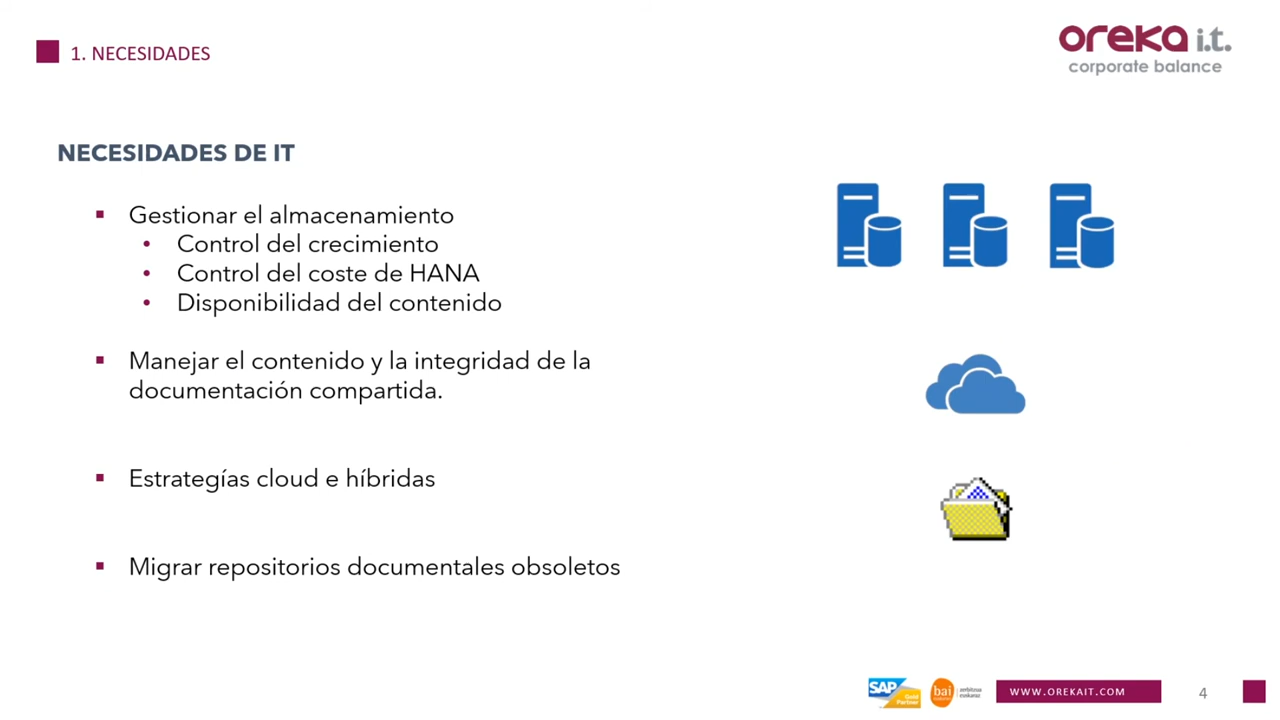 1. NECESIDADES
oreka i.t.
corporate balance
NECESIDADES DE IT
Gestionar el almacenamiento
Control del crecimiento
Control del coste de HANA
Disponibilidad del contenido
Manejar el contenido y la integridad de la
documentación compartida.
Estrategías cloud e híbridas
Migrar repositorios documentales obsoletos
SAP
Gold
Partner
bai
WWW.OREKAIT.COM
4